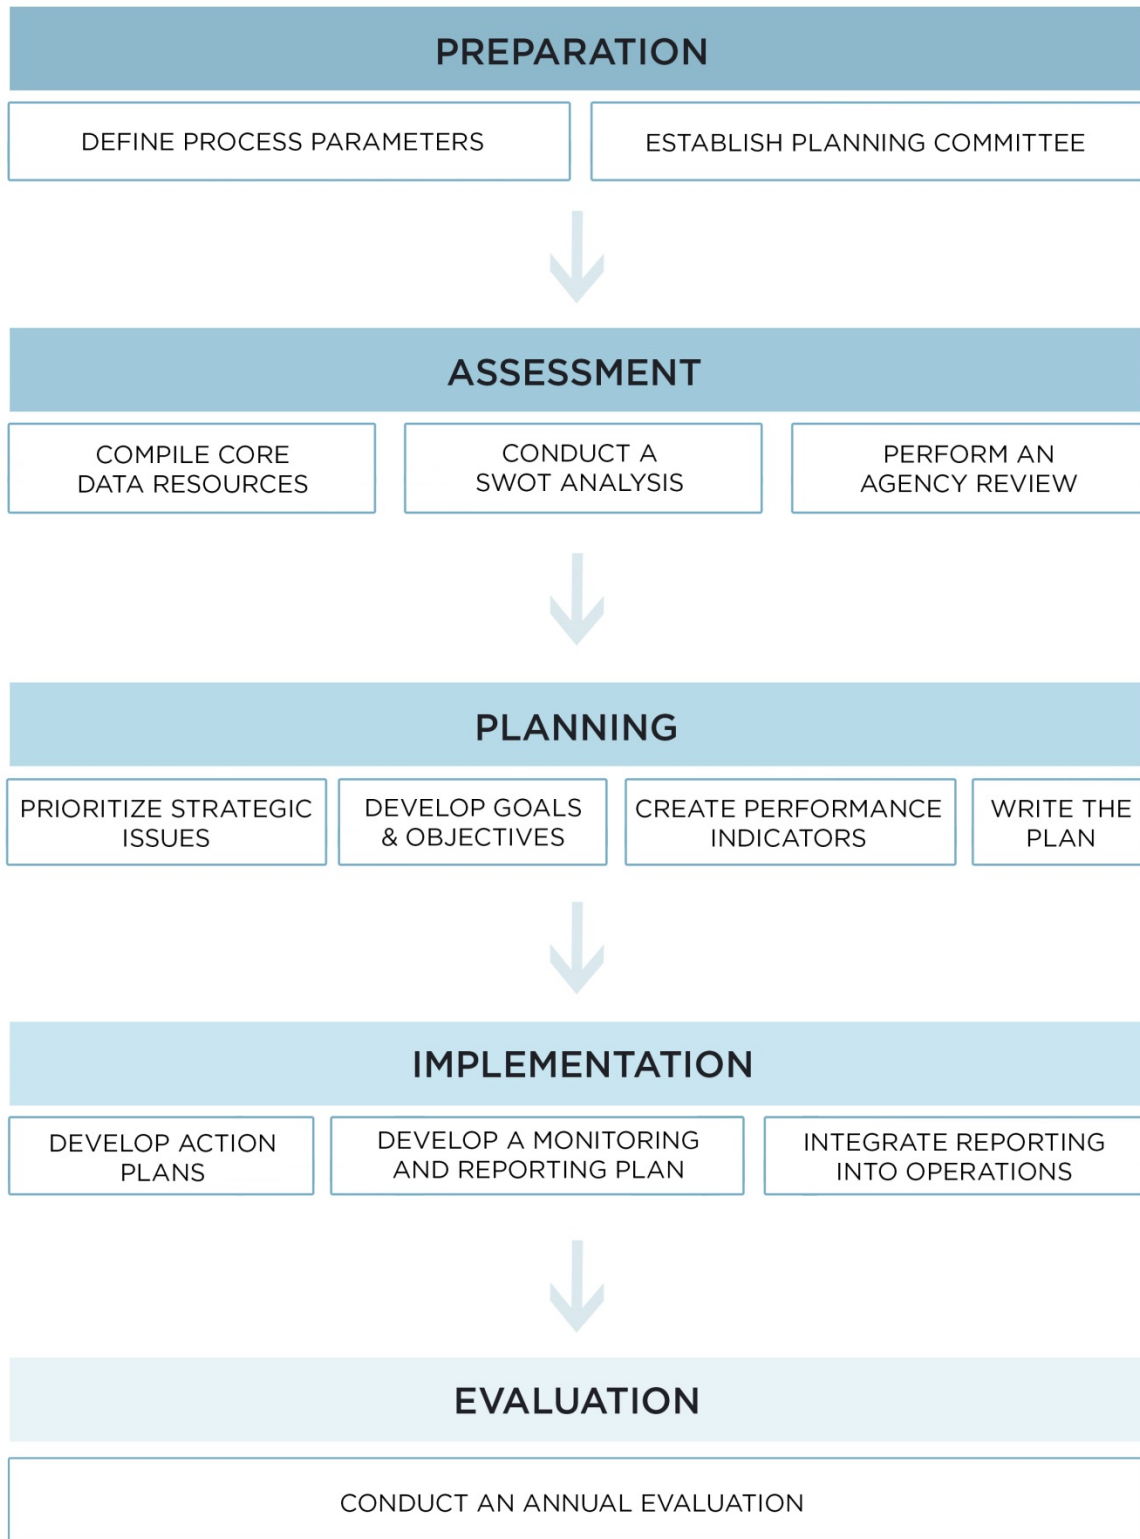 PREPARATION
DEFINE PROCESS PARAMETERS
ESTABLISH PLANNING COMMITTEE
ASSESSMENT
COMPILE CORE
DATA RESOURCES
CONDUCT A
SWOT ANALYSIS
PERFORM AN
AGENCY REVIEW
PLANNING
PRIORITIZE STRATEGIC
ISSUES
DEVELOP GOALS
& OBJECTIVES
CREATE PERFORMANCE
INDICATORS
WRITE THE
PLAN
IMPLEMENTATION
DEVELOP ACTION
PLANS
DEVELOP A MONITORING
AND REPORTING PLAN
INTEGRATE REPORTING
INTO OPERATIONS
EVALUATION
CONDUCT AN ANNUAL EVALUATION